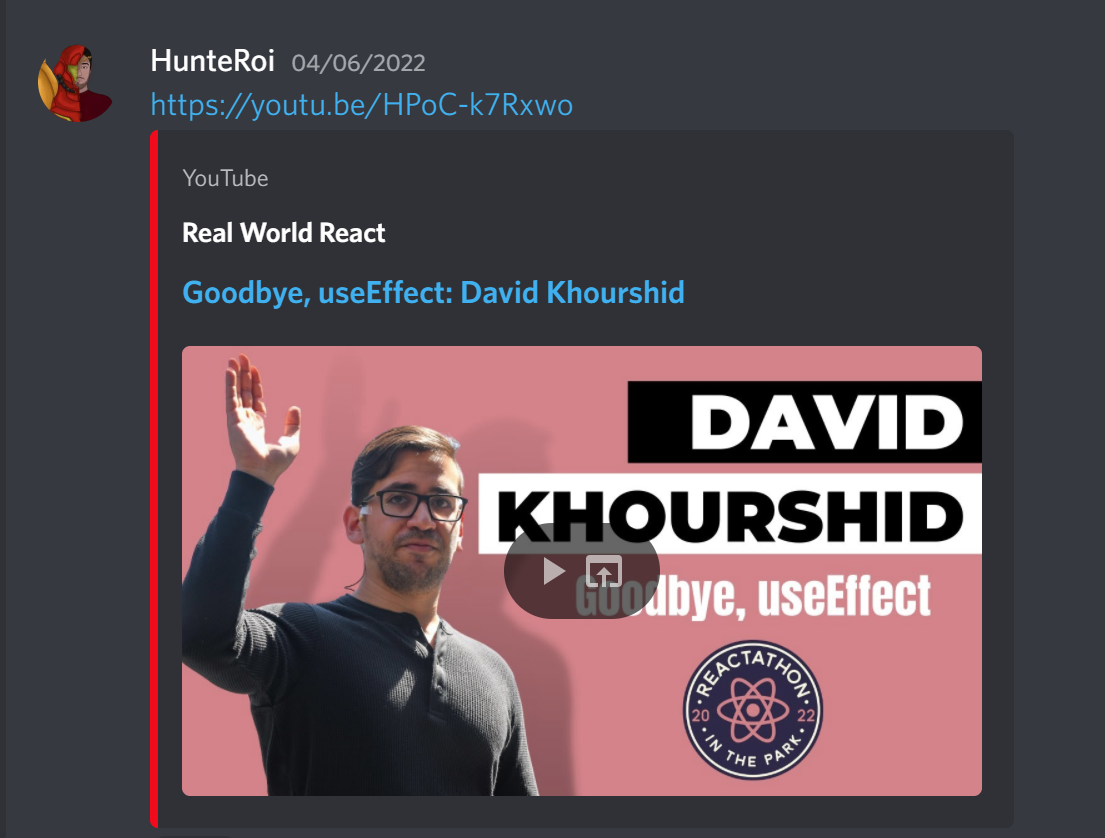 HunteRoi 04/06/2022
https://youtu.be/HPoC-k7Rxwo
YouTube
Real World React
Goodbye, useEffect: David Khourshid
DAVID
KHOURSHID
Goodbye, useEffect
REACTATHON
20 22
IN THE PARK